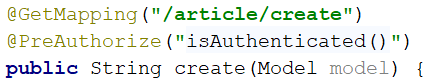 @GetMapping("/article/create")
@PreAuthorize("isAuthenticated()")
public String create(Model model) {